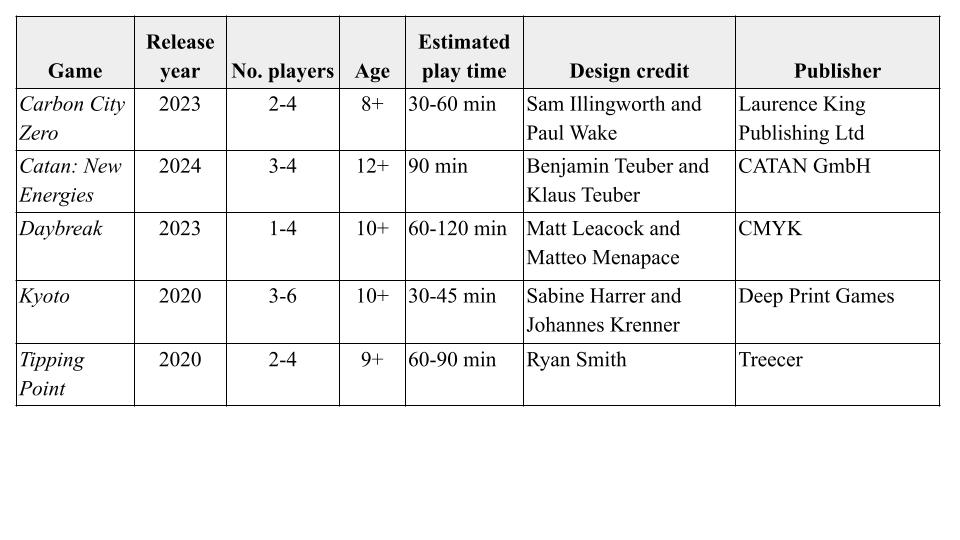 Game Release year No. players Age Estimated play time Design credit Publisher
Carbon City Zero 2023 2-4 8+ 30-60 min Sam Illingworth and Paul Wake Laurence King Publishing Ltd
Catan: New Energies 2024 3-4 12+ 90 min Benjamin Teuber and Klaus Teuber CATAN GmbH
Daybreak 2023 1-4 10+ 60-120 min Matt Leacock and Matteo Menapace CMYK
Kyoto 2020 3-6 10+ 30-45 min Sabine Harrer and Johannes Krenner Deep Print Games
Tipping Point 2020 2-4 9+ 60-90 min Ryan Smith Treecer